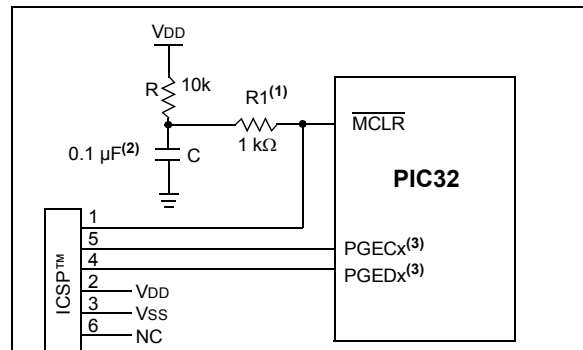 VDD
R 10k
R1(1)
1 kΩ
MCLR
0.1 µF(2) C
PIC32
ICSP™
1
5 PGECx(3)
4 PGEDx(3)
2 VDD
3 VSS
6 NC